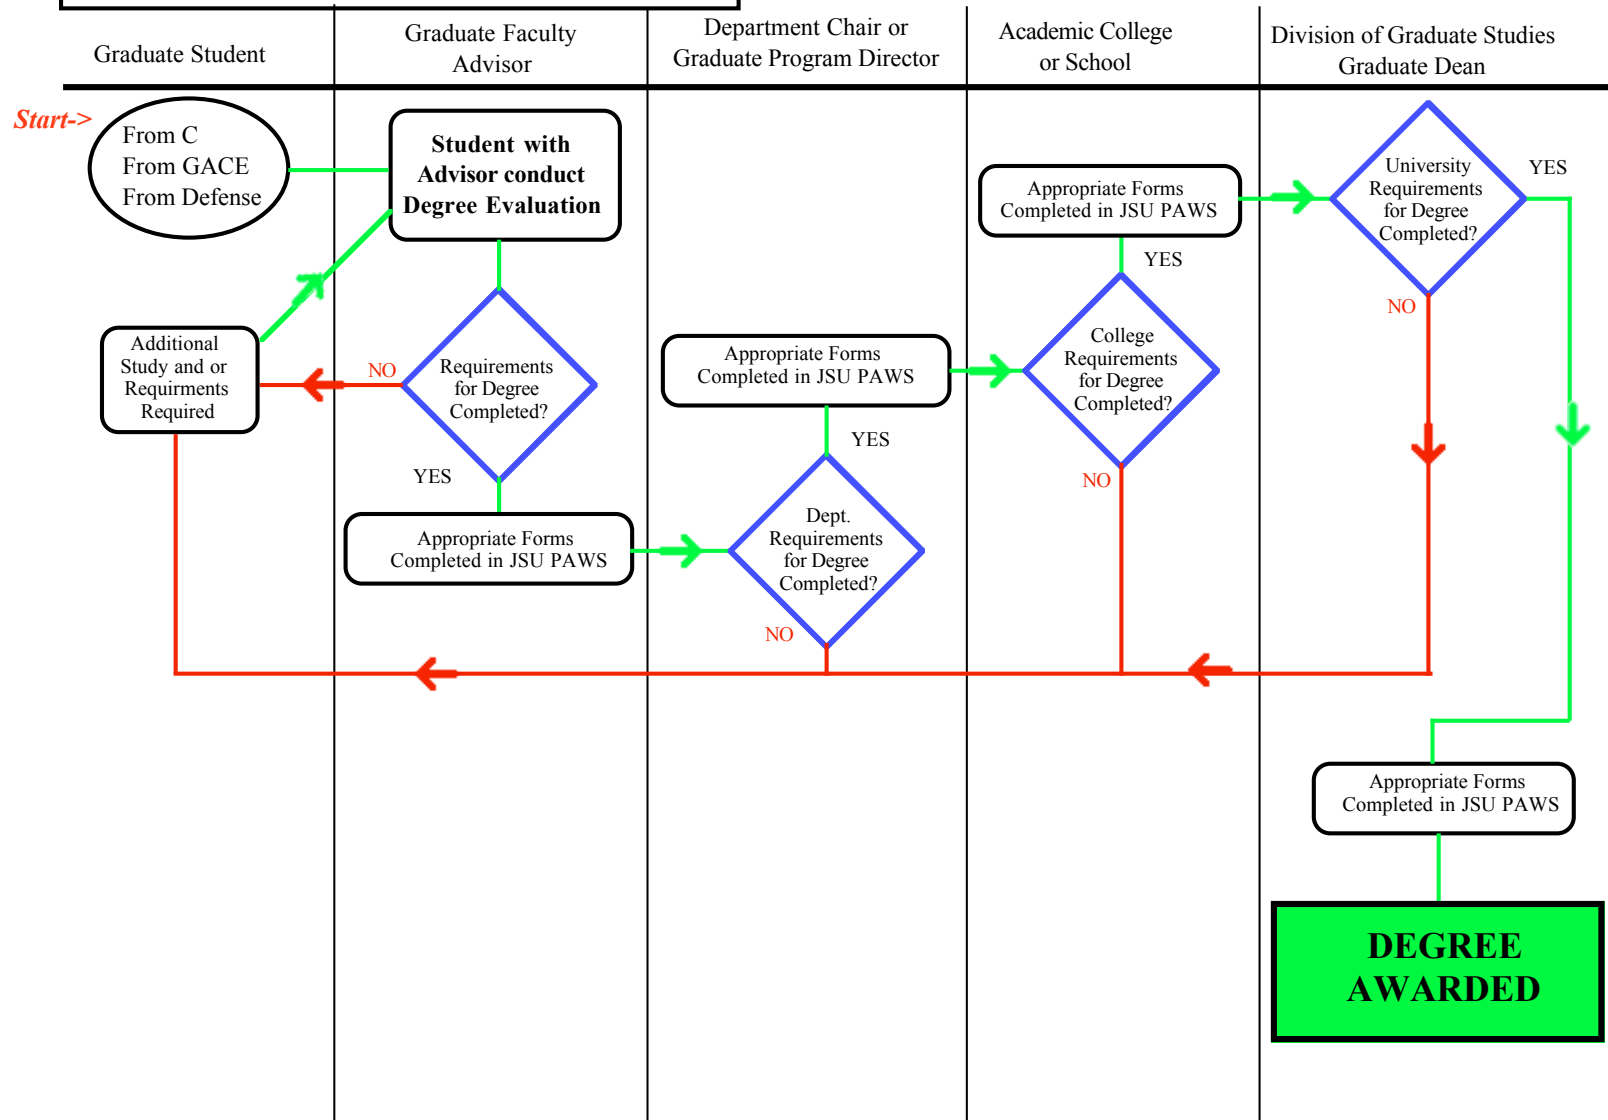 Graduate Student
Graduate Faculty
Advisor
Department Chair or
Graduate Program Director
Academic College
or School
Division of Graduate Studies
Graduate Dean
Start->
From C
From GACE
From Defense
Student with
Advisor conduct
Degree Evaluation
Additional
Study and or
Requirments
Required
NO
Requirements
for Degree
Completed?
YES
Appropriate Forms
Completed in JSU PAWS
Appropriate Forms
Completed in JSU PAWS
YES
Dept.
Requirements
for Degree
Completed?
NO
Appropriate Forms
Completed in JSU PAWS
YES
College
Requirements
for Degree
Completed?
NO
University
Requirements
for Degree
Completed?
YES
NO
Appropriate Forms
Completed in JSU PAWS
DEGREE
AWARDED